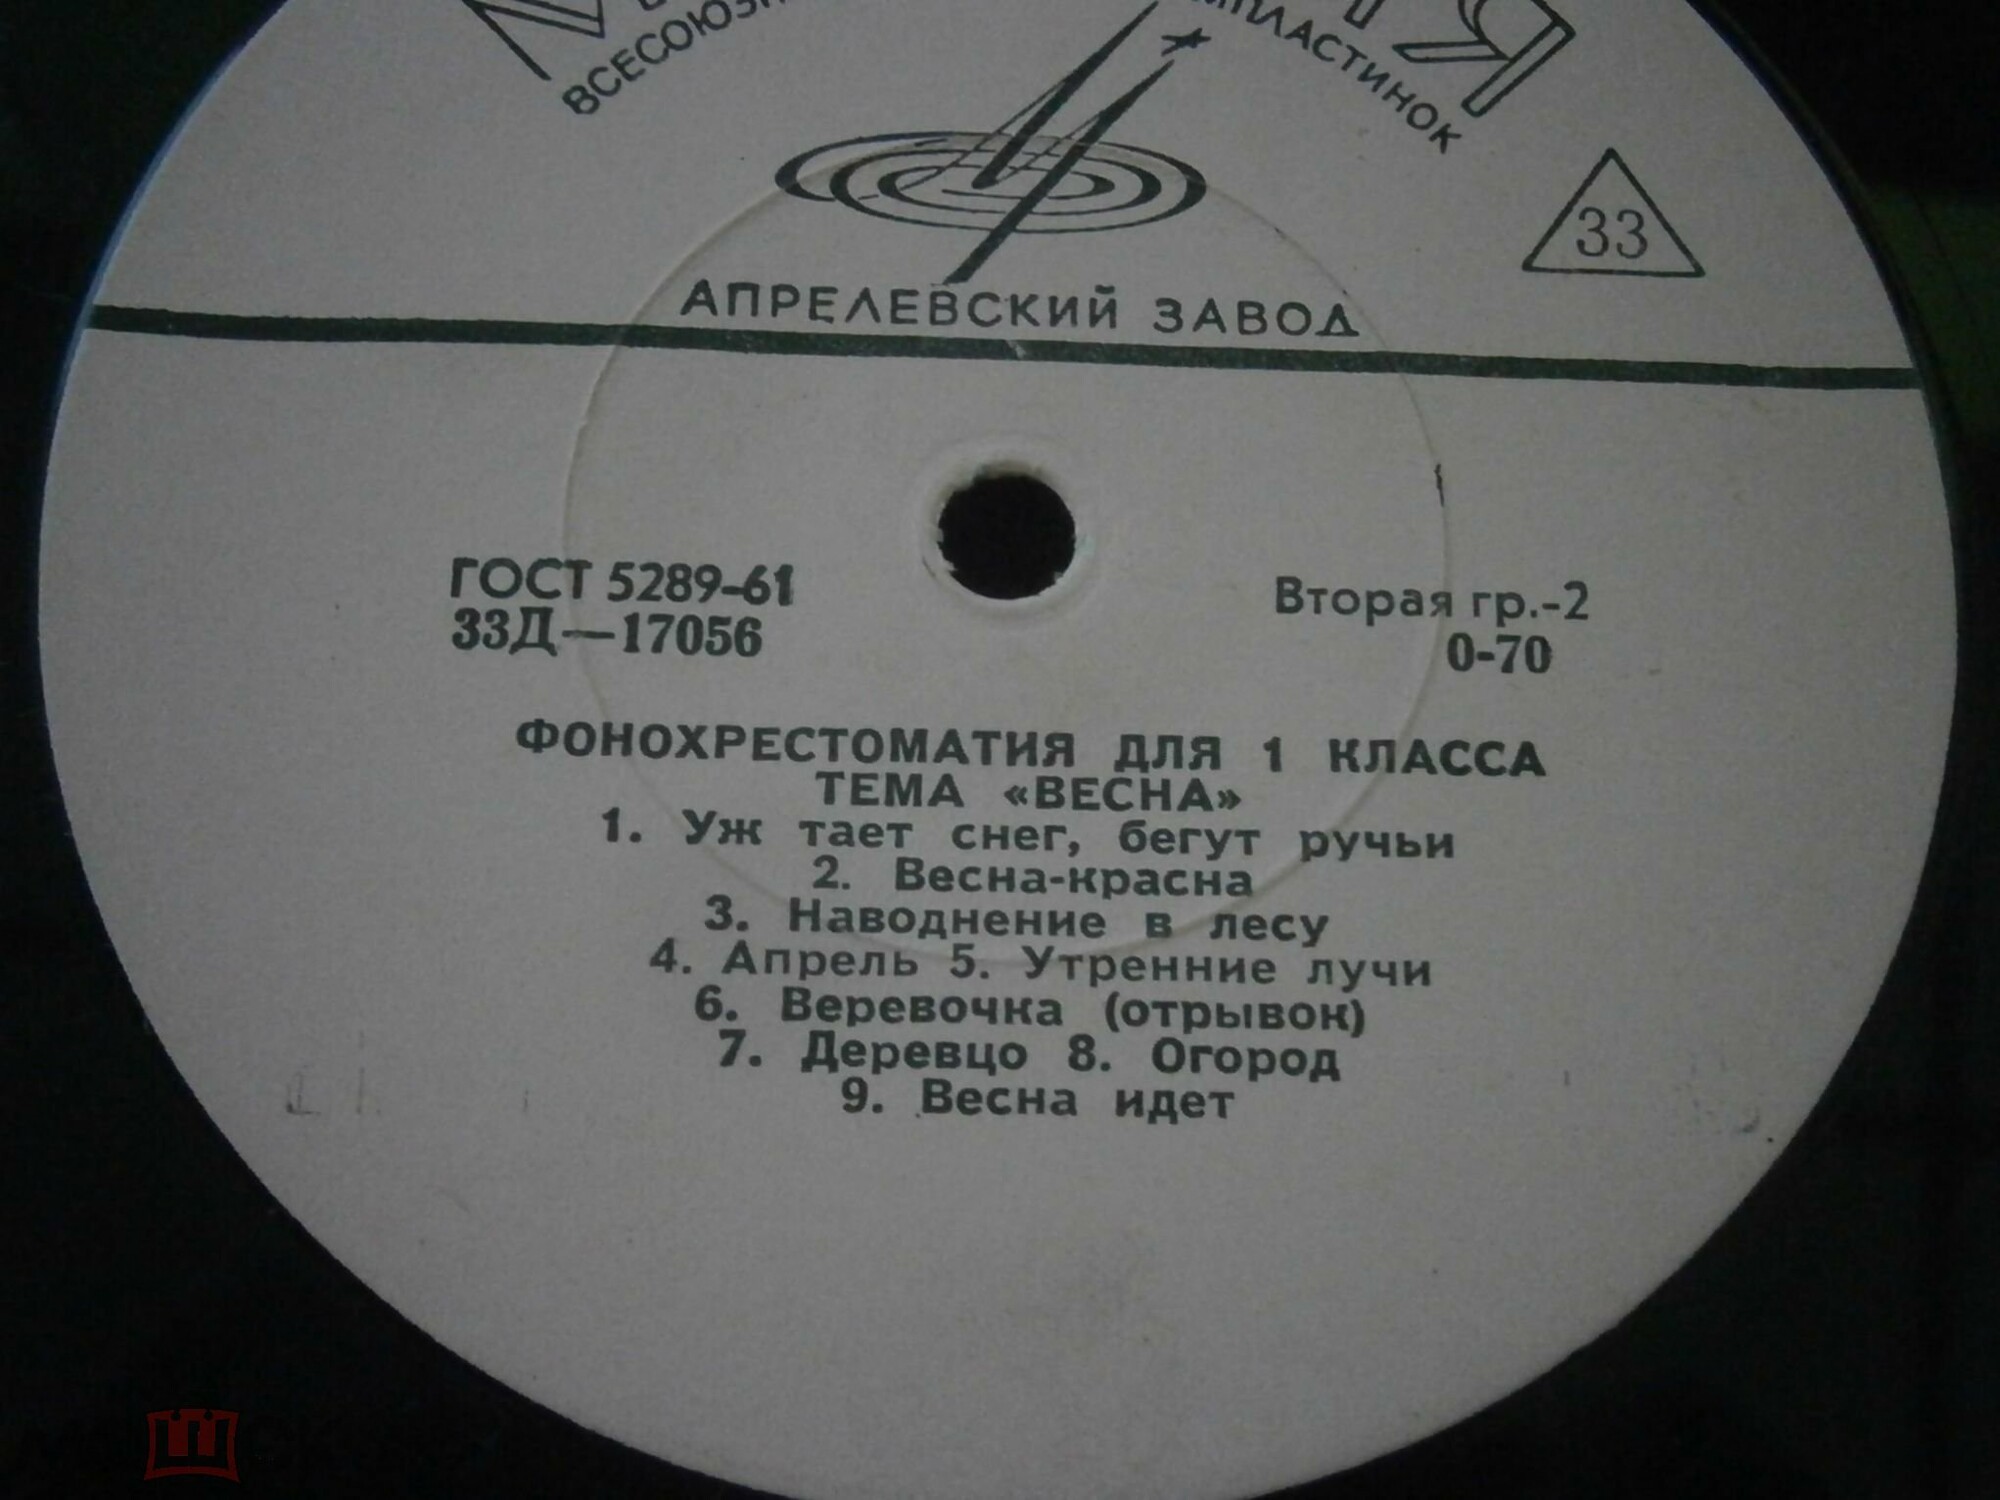 АПРЕЛЕВСКИЙ ЗАВОД
33
ГОСТ 5289-61
33Д—17056
Вторая гр.-2
0-70
ФОНОХРЕСТОМАТИЯ ДЛЯ 1 КЛАССА
ТЕМА «ВЕСНА»
1. Уж тает снег, бегут ручьи
2. Весна-красна
3. Наводнение в лесу
4. Апрель 5. Утренние лучи
6. Веревочка (отрывок)
7. Деревцо 8. Огород
9. Весна идет